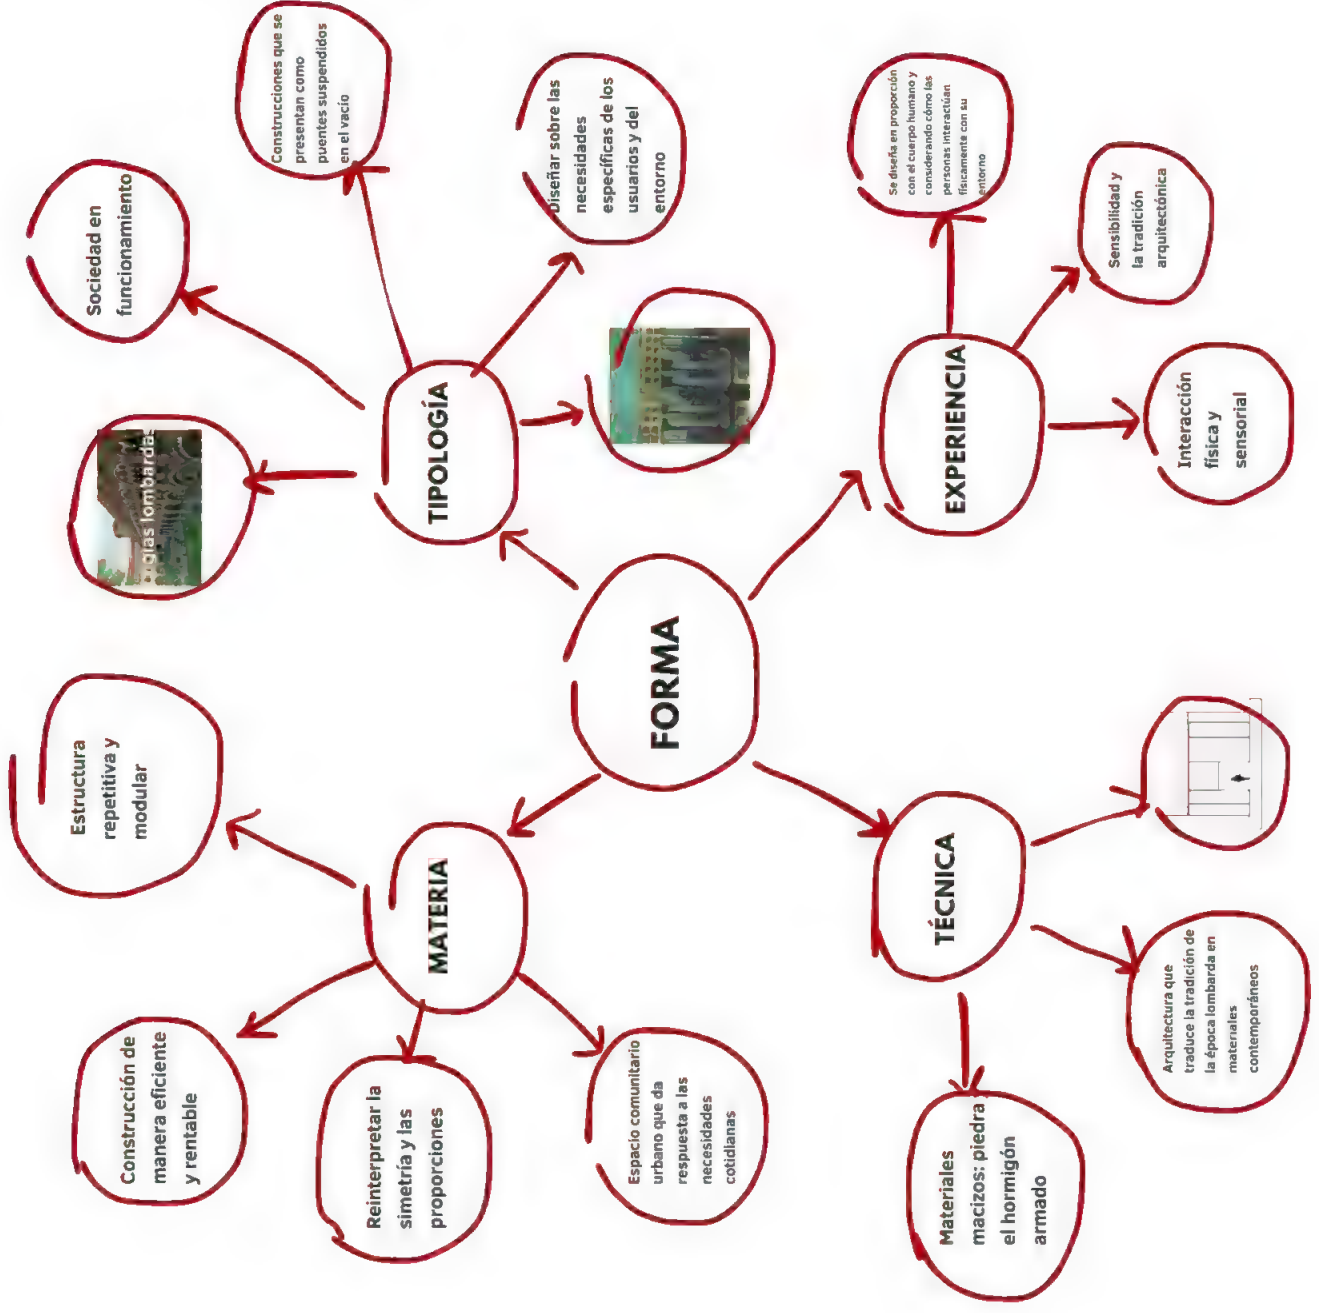 FORMA
MATERIA
Construcción de
manera eficiente
y rentable
Estructura
repetitiva y
modular
Reinterpretar la
simetría y las
proporciones
Espacio comunitario
urbano que da
respuesta a las
necesidades
cotidianas
TIPOLOGÍA
glas lombardas
Sociedad en
funcionamiento
Construcciones que se
presentan como
puentes suspendidos
en el vacío
Diseñar sobre las
necesidades
específicas de los
usuarios y del
entorno
TÉCNICA
Materiales
macizos: piedra
el hormigón
armado
Arquitectura que
traduce la tradición de
la época lombarda en
materiales
contemporáneos
EXPERIENCIA
Se diseña en proporción
con el cuerpo humano y
considerando cómo las
personas interactúan
físicamente con su
entorno
Sensibilidad y
la tradición
arquitectónica
Interacción
física y
sensorial